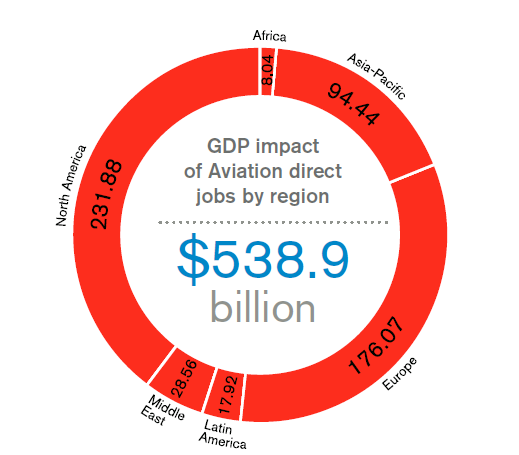 Africa
8.04
Asia-Pacific
94.44
GDP impact
of Aviation direct
jobs by region
$538.9
billion
North America
231.88
176.07
Europe
28.56
Middle
East
17.92
Latin
America